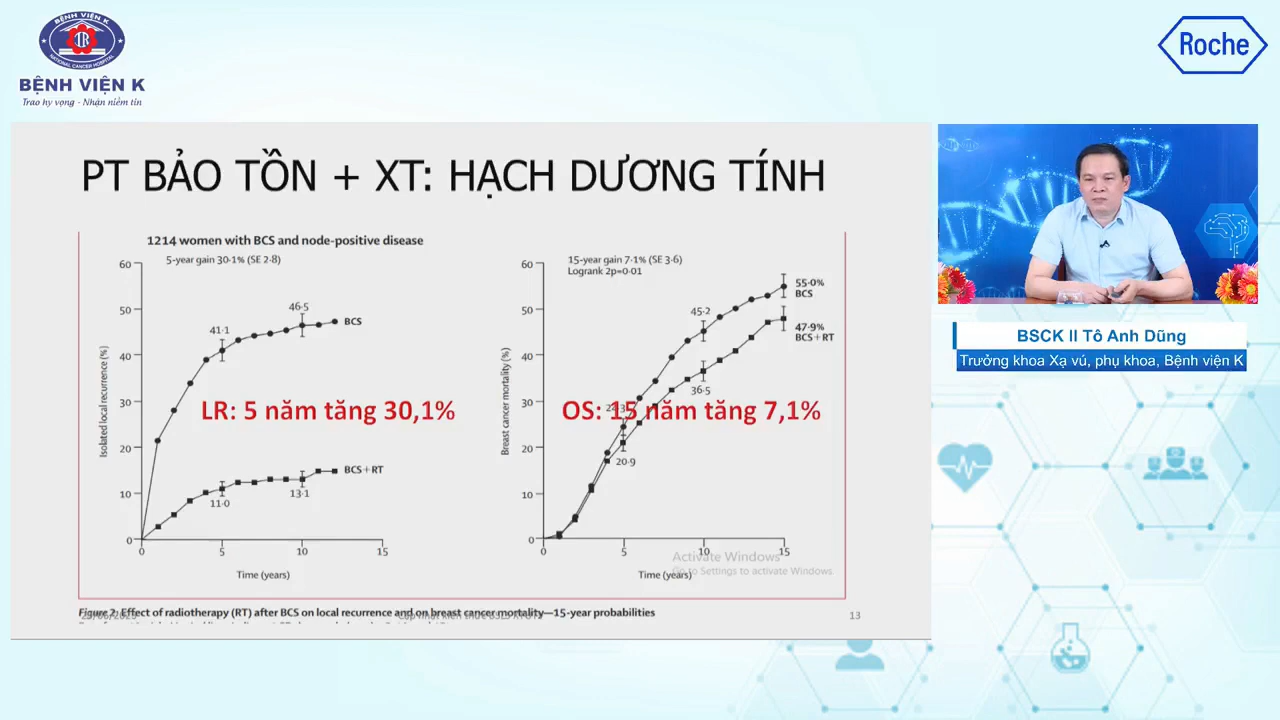 BỆNH VIỆN K
NATIONAL CANCER HOSPITAL
BỆNH VIỆN K
Trao hy vọng - Nhận niềm tin
Roche
PT BẢO TỒN + XT: HẠCH DƯƠNG TÍNH
1214 women with BCS and node-positive disease
5-year gain 30·1% (SE 2·8)
60
50
40
30
20
10
0
Isolated local recurrence (%)
41·1
46·5
BCS
LR: 5 năm tăng 30,1%
BCS+RT
11·0
13·1
0
5
10
15
Time (years)
15-year gain 7·1% (SE 3·6)
Logrank 2p=0·01
60
50
40
30
20
10
0
Breast cancer mortality (%)
55·0%
BCS
45·2
47·9%
BCS+RT
36·5
OS: 15 năm tăng 7,1%
20·9
0
5
10
15
Time (years)
Activate Windows
Go to Settings to activate Windows.
Figure 2: Effect of radiotherapy (RT) after BCS on local recurrence and on breast cancer mortality—15-year probabilities
13
BSCK II Tô Anh Dũng
Trưởng khoa Xạ vú, phụ khoa, Bệnh viện K